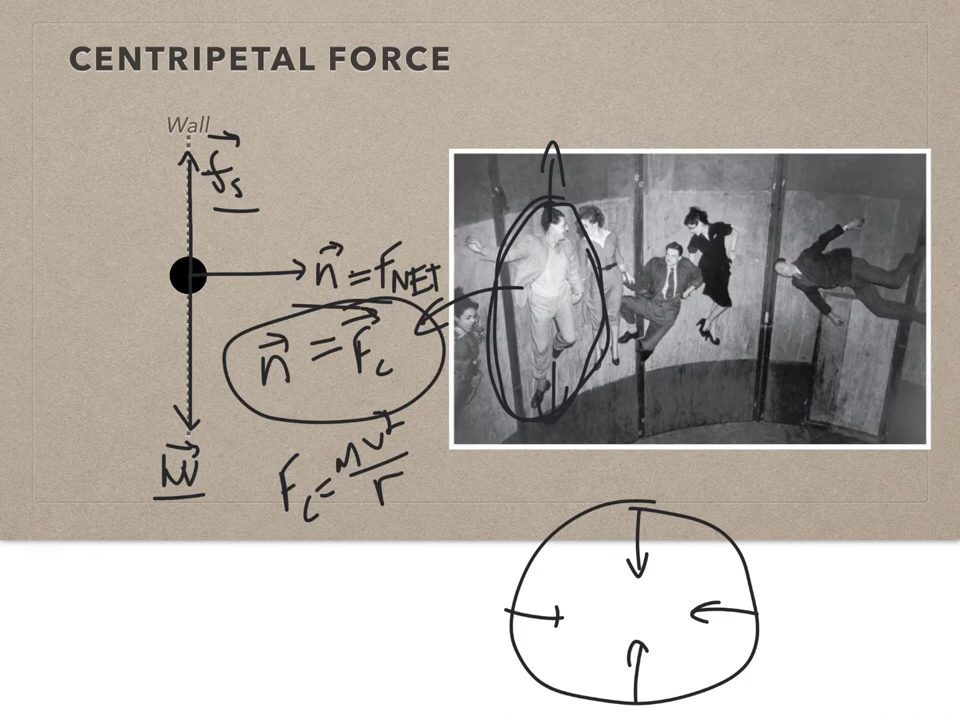 CENTRIPETAL FORCE
Wall
f⃗s
n⃗ = FNET
n⃗ = F⃗c
w⃗
Fc = mv²/r